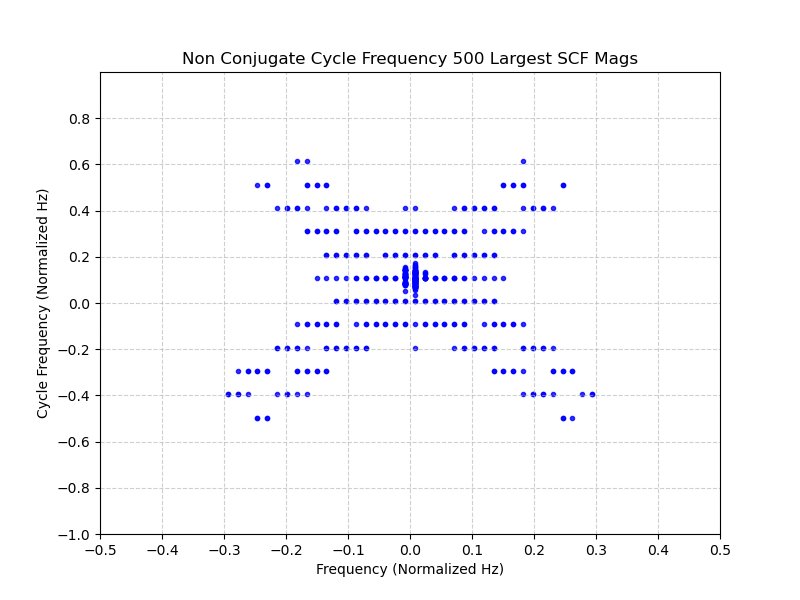 Non Conjugate Cycle Frequency 500 Largest SCF Mags
Cycle Frequency (Normalized Hz)
0.8
0.6
0.4
0.2
0.0
−0.2
−0.4
−0.6
−0.8
−1.0
−0.5 −0.4 −0.3 −0.2 −0.1 0.0 0.1 0.2 0.3 0.4 0.5
Frequency (Normalized Hz)